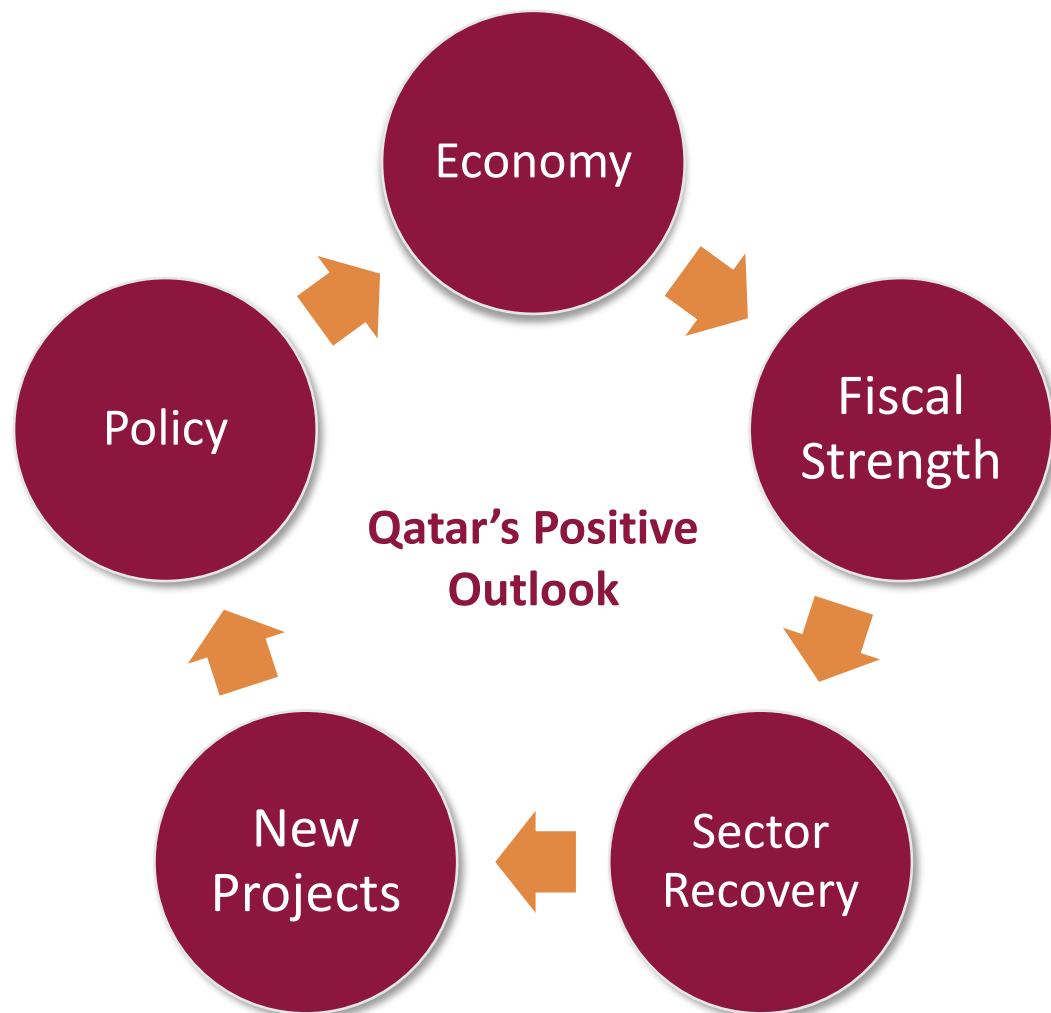 Economy
Fiscal
Strength
Sector
Recovery
New
Projects
Policy
Qatar’s Positive
Outlook